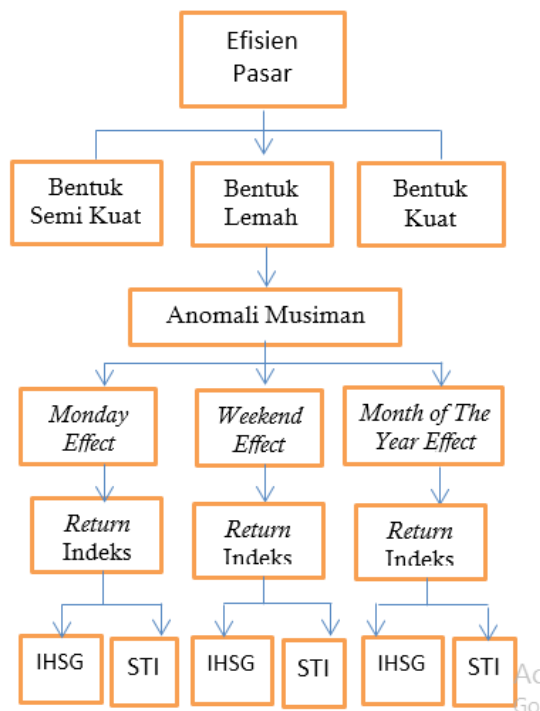 Efisien
Pasar
Bentuk
Semi Kuat
Bentuk
Lemah
Bentuk
Kuat
Anomali Musiman
Monday
Effect
Weekend
Effect
Month of The
Year Effect
Return
Indeks
Return
Indeks
Return
Indeks
IHSG
STI
IHSG
STI
IHSG
STI